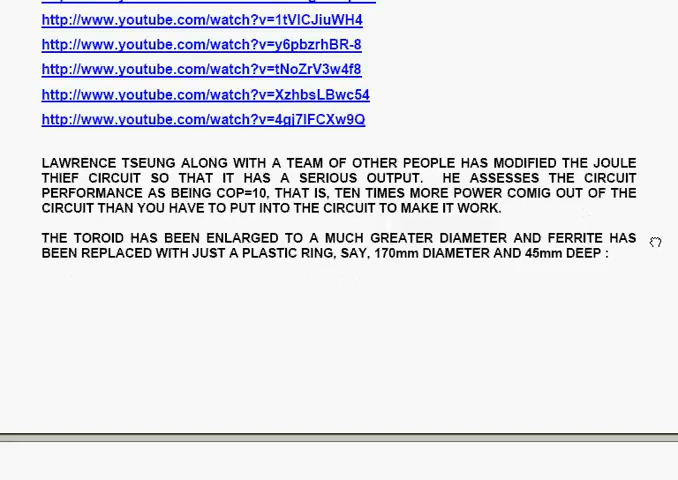 http://www.youtube.com/watch?v=1tVICJiuWH4
http://www.youtube.com/watch?v=y6pbzrhBR-8
http://www.youtube.com/watch?v=tNoZrV3w4f8
http://www.youtube.com/watch?v=XzhbsLBwc54
http://www.youtube.com/watch?v=4gj7lFCXw9Q
LAWRENCE TSEUNG ALONG WITH A TEAM OF OTHER PEOPLE HAS MODIFIED THE JOULE
THIEF CIRCUIT SO THAT IT HAS A SERIOUS OUTPUT. HE ASSESSES THE CIRCUIT
PERFORMANCE AS BEING COP=10, THAT IS, TEN TIMES MORE POWER COMIG OUT OF THE
CIRCUIT THAN YOU HAVE TO PUT INTO THE CIRCUIT TO MAKE IT WORK.
THE TOROID HAS BEEN ENLARGED TO A MUCH GREATER DIAMETER AND FERRITE HAS
BEEN REPLACED WITH JUST A PLASTIC RING, SAY, 170mm DIAMETER AND 45mm DEEP :